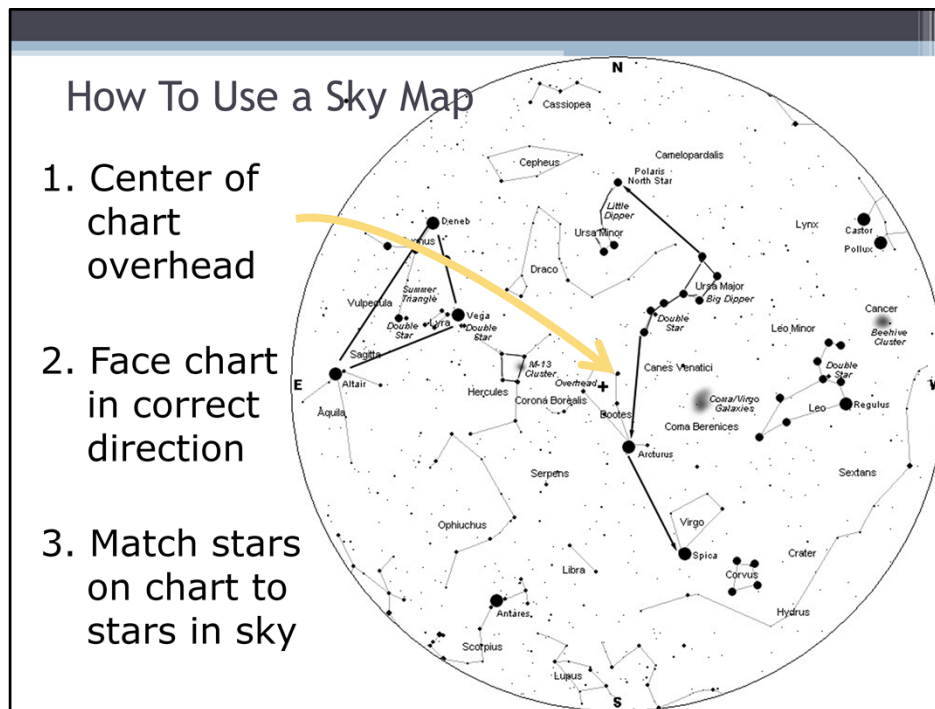 How To Use a Sky Map
1. Center of
chart
overhead
2. Face chart
in correct
direction
3. Match stars
on chart to
stars in sky
N
Cassiopea
Cepheus
Camelopardalis
Polaris
North Star
Little
Dipper
Ursa Minor
Lynx
Castor
Pollux
Deneb
Draco
Ursa Major
Big Dipper
Double
Star
Summer
Triangle
Vulpecula
Vega
Lyra
Double
Star
Double
Star
Cancer
Beehive
Cluster
Leo Minor
Double
Star
Sagitta
E
Altair
Aquila
M-13
Cluster
Hercules
Corona Borealis
Overhead
Bootes
Canes Venatici
Coma/Virgo
Galaxies
Coma Berenices
Leo
Regulus
Arcturus
Serpens
Sextans
Ophiuchus
Virgo
Spica
Libra
Crater
Corvus
Hydrus
Antares
Scorpius
Lupus
S